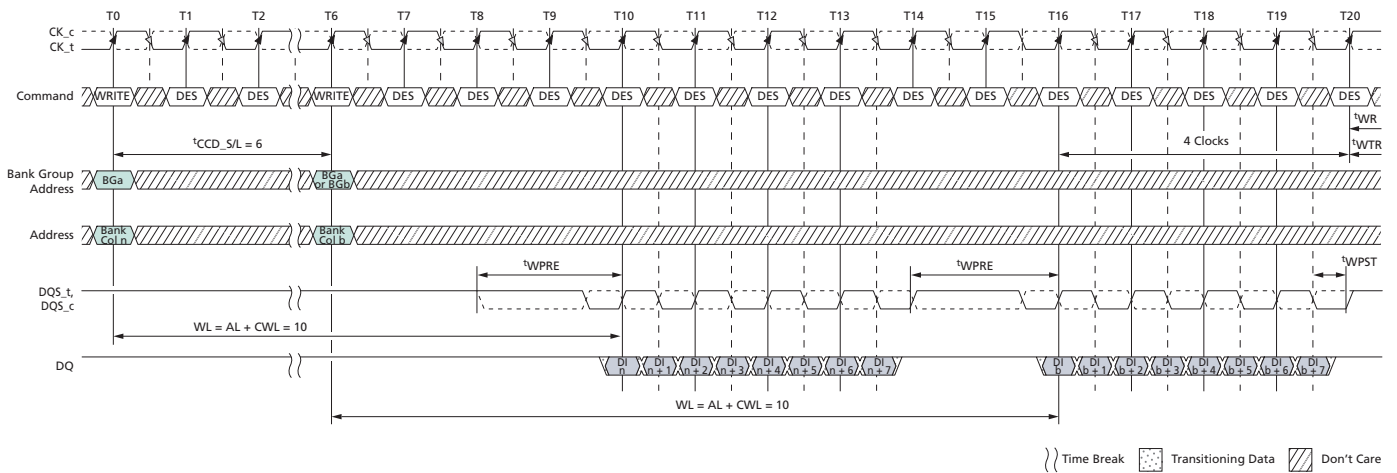 T0 T1 T2 T6 T7 T8 T9 T10 T11 T12 T13 T14 T15 T16 T17 T18 T19 T20
CK_c
CK_t
Command WRITE DES DES WRITE DES DES DES DES DES DES DES DES DES DES DES DES DES DES
tWR
tCCD_S/L = 6 4 Clocks tWTR
Bank Group
Address BGa BGa
or BGb
Address Bank
Col n Bank
Col b
tWPRE tWPRE tWPST
DQS_t,
DQS_c
WL = AL + CWL = 10
DQ DI
n DI
n + 1 DI
n + 2 DI
n + 3 DI
n + 4 DI
n + 5 DI
n + 6 DI
n + 7 DI
b DI
b + 1 DI
b + 2 DI
b + 3 DI
b + 4 DI
b + 5 DI
b + 6 DI
b + 7
WL = AL + CWL = 10
Time Break Transitioning Data Don't Care